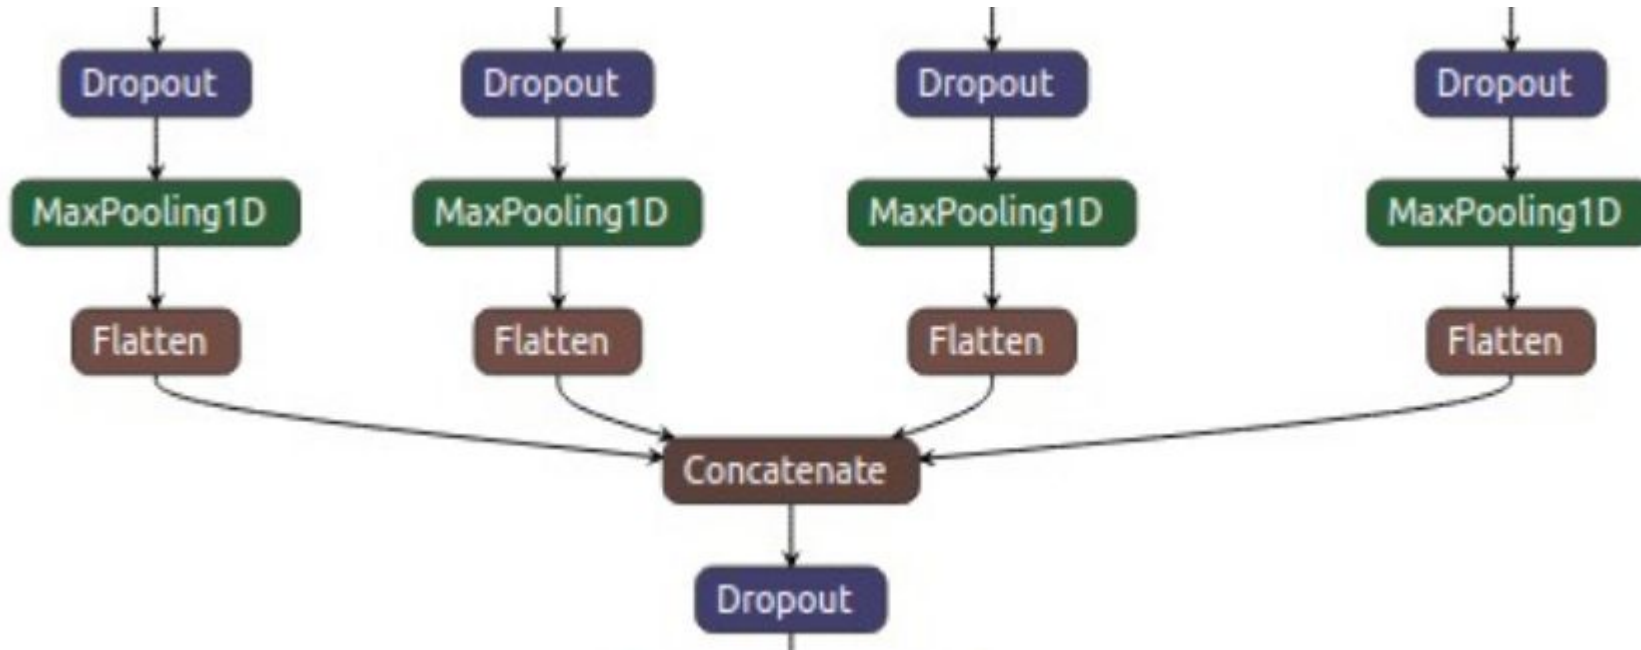 Dropout Dropout Dropout Dropout
MaxPooling1D MaxPooling1D MaxPooling1D MaxPooling1D
Flatten Flatten Flatten Flatten
Concatenate
Dropout